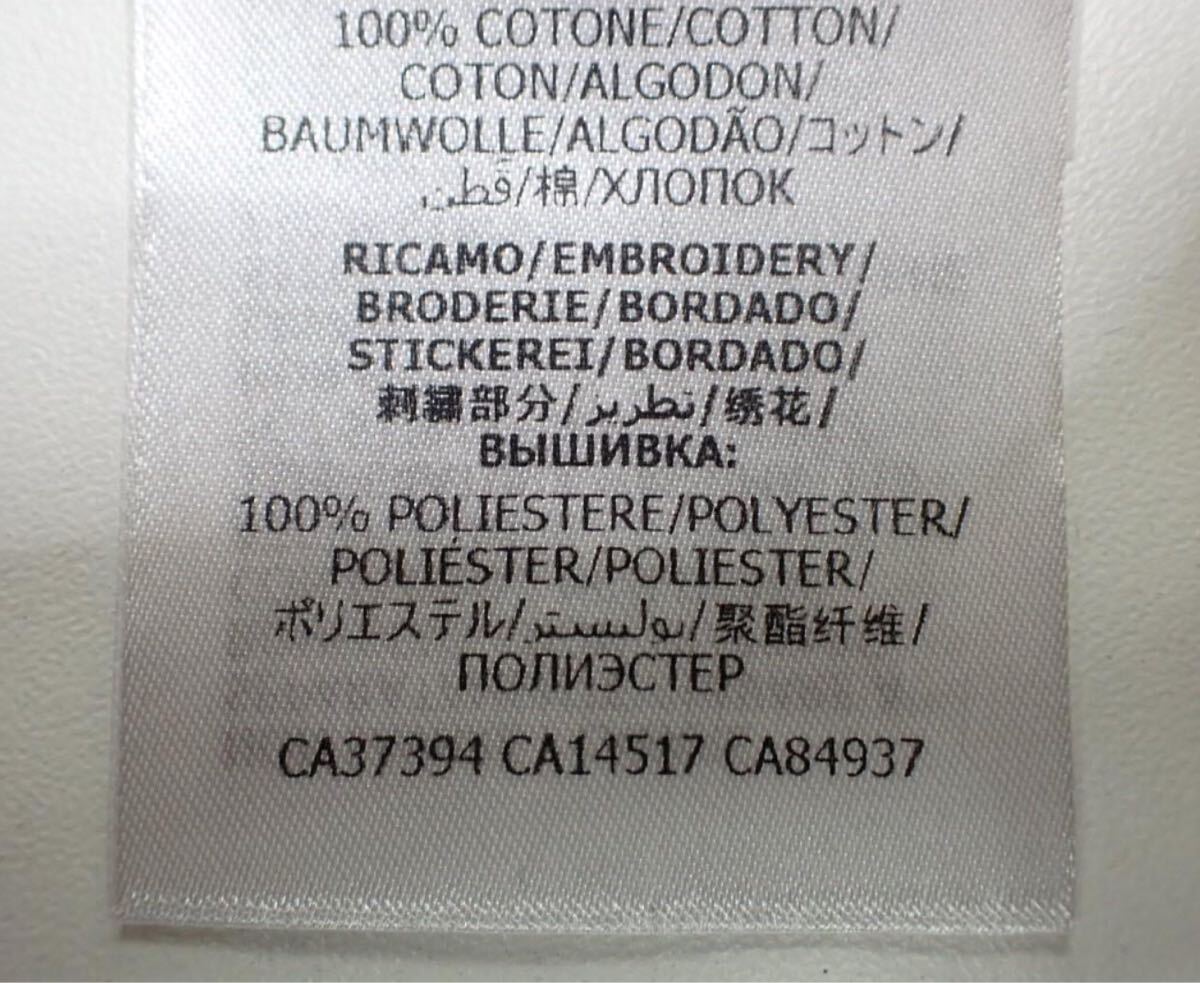 100% COTONE/COTTON/
COTON/ALGODON/
BAUMWOLLE/ALGODÃO/コットン/
قطن/棉/ХЛОПОК
RICAMO/EMBROIDERY/
BRODERIE/BORDADO/
STICKEREI/BORDADO/
刺繍部分/تطريز/绣花/
ВЫШИВКА:
100% POLIESTERE/POLYESTER/
POLIÉSTER/POLIESTER/
ポリエステル/بوليستر/聚酯纤维/
ПОЛИЭСТЕР
CA37394 CA14517 CA84937